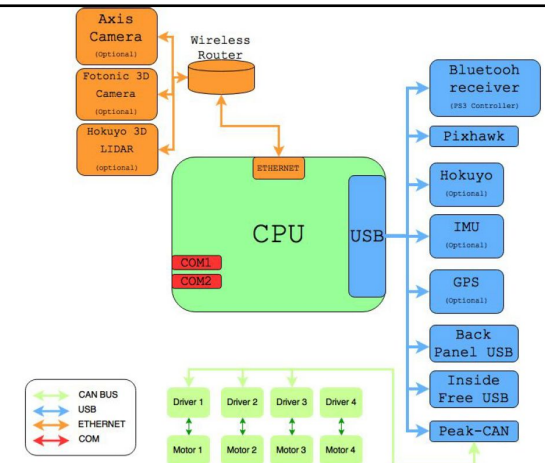 Axis
Camera
(Optional)
Fotonic 3D
Camera
(Optional)
Hokuyo 3D
LIDAR
(optional)
Wireless
Router
ETHERNET
CPU
USB
COM1
COM2
Bluetooh
receiver
(PS3 Controller)
Pixhawk
Hokuyo
(Optional)
IMU
(Optional)
GPS
(Optional)
Back
Panel USB
Inside
Free USB
Peak-CAN
CAN BUS
USB
ETHERNET
COM
Driver 1
Driver 2
Driver 3
Driver 4
Motor 1
Motor 2
Motor 3
Motor 4